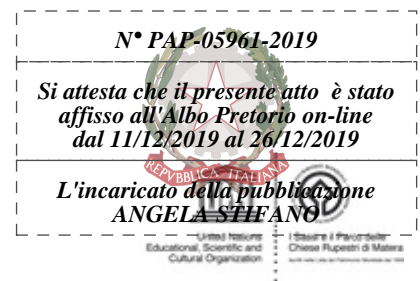 N° PAP-05961-2019
Si attesta che il presente atto è stato
affisso all'Albo Pretorio on-line
dal 11/12/2019 al 26/12/2019
REPVBBLICA ITALIANA
L'incaricato della pubblicazione
ANGELA STIFANO
United Nations
Educational, Scientific and
Cultural Organization
I Sassi e il Parco delle
Chiese Rupestri di Matera